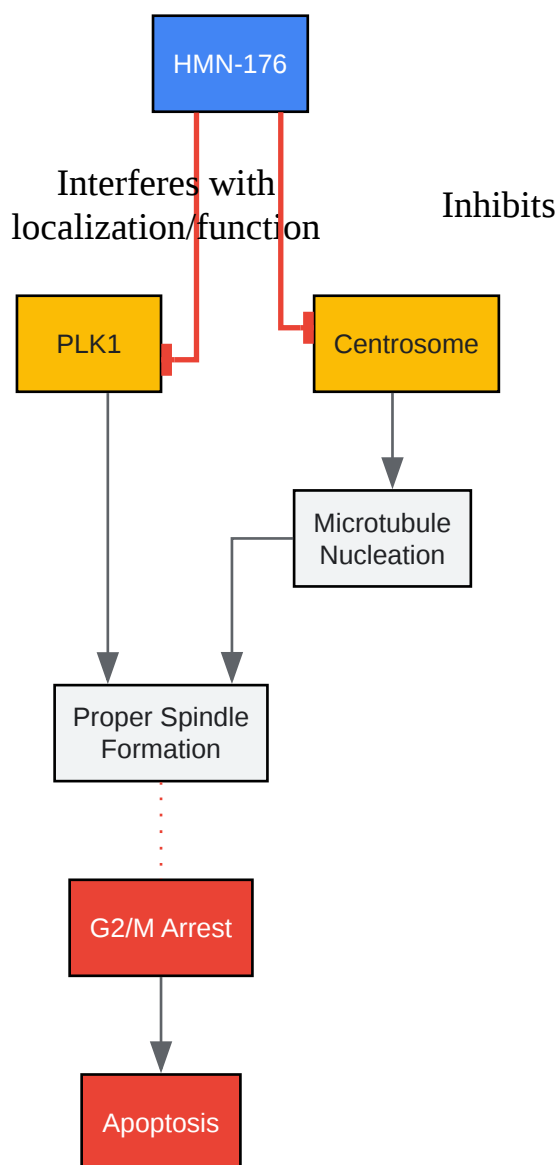 HMN-176
Interferes with
localization/function
Inhibits
PLK1
Centrosome
Microtubule
Nucleation
Proper Spindle
Formation
G2/M Arrest
Apoptosis